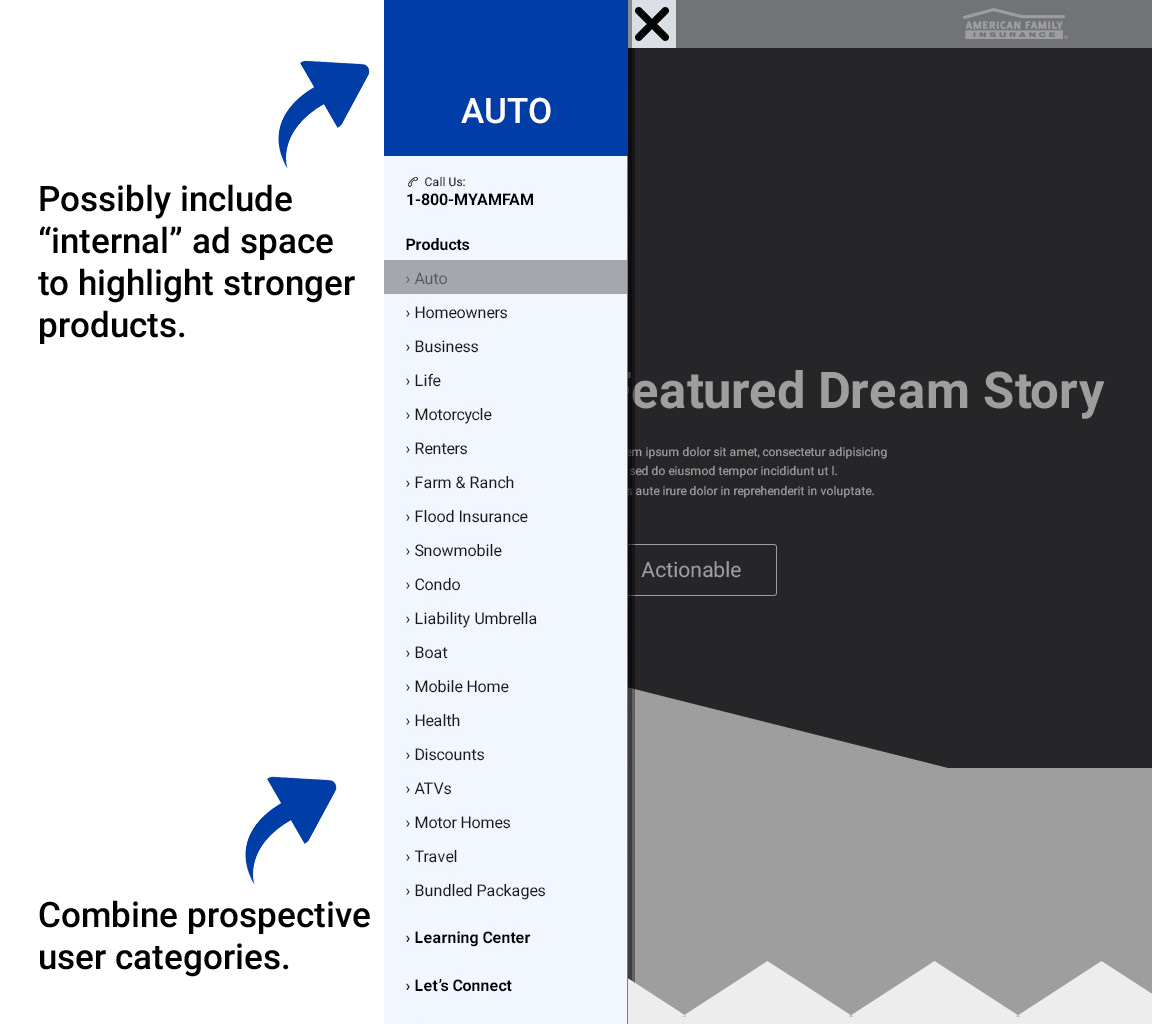 AMERICAN FAMILY
INSURANCE
AUTO
Possibly include
“internal” ad space
to highlight stronger
products.
Call Us:
1-800-MYAMFAM
Products
› Auto
› Homeowners
› Business
› Life
› Motorcycle
› Renters
› Farm & Ranch
› Flood Insurance
› Snowmobile
› Condo
› Liability Umbrella
› Boat
› Mobile Home
› Health
› Discounts
› ATVs
› Motor Homes
› Travel
› Bundled Packages
› Learning Center
› Let’s Connect
Combine prospective
user categories.
Featured Dream Story
em ipsum dolor sit amet, consectetur adipisicing
sed do eiusmod tempor incididunt ut l.
s aute irure dolor in reprehenderit in voluptate.
Actionable